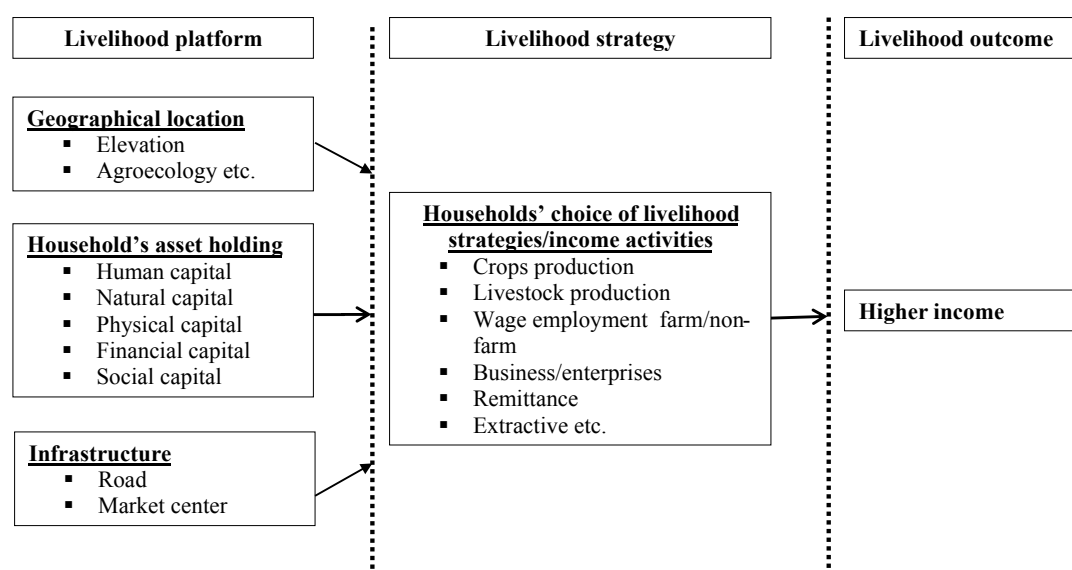 Livelihood platform
Livelihood strategy
Livelihood outcome
Geographical location
▪ Elevation
▪ Agroecology etc.
Household's asset holding
▪ Human capital
▪ Natural capital
▪ Physical capital
▪ Financial capital
▪ Social capital
Infrastructure
▪ Road
▪ Market center
Households' choice of livelihood
strategies/income activities
▪ Crops production
▪ Livestock production
▪ Wage employment farm/non-
farm
▪ Business/enterprises
▪ Remittance
▪ Extractive etc.
Higher income